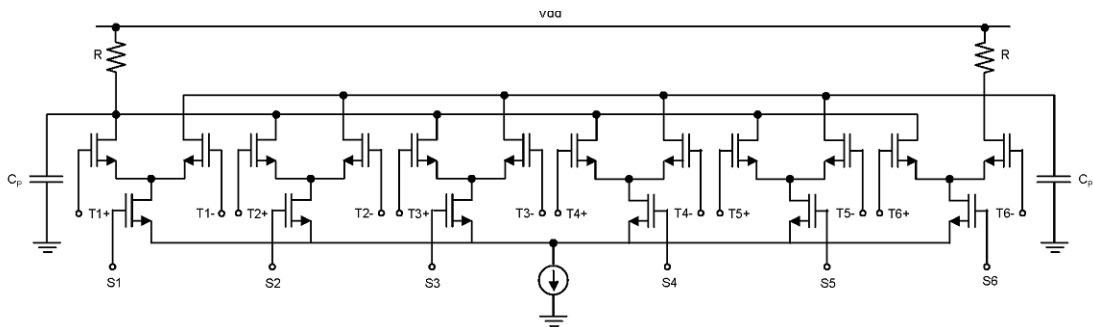 Vdd
R
R
Cp
Cp
T1+
T1-
T2+
T2-
T3+
T3-
T4+
T4-
T5+
T5-
T6+
T6-
S1
S2
S3
S4
S5
S6